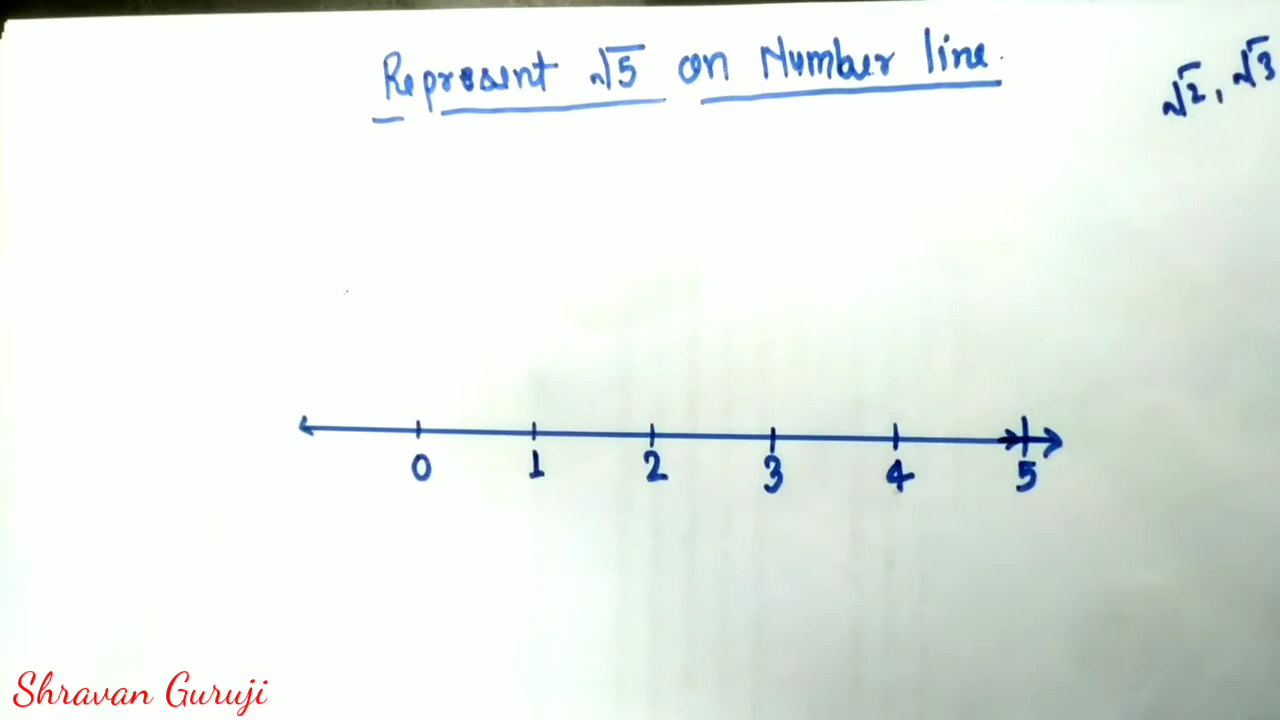 Represent √5 on Number line.
√2, √3
0 1 2 3 4 5
Shravan Guruji